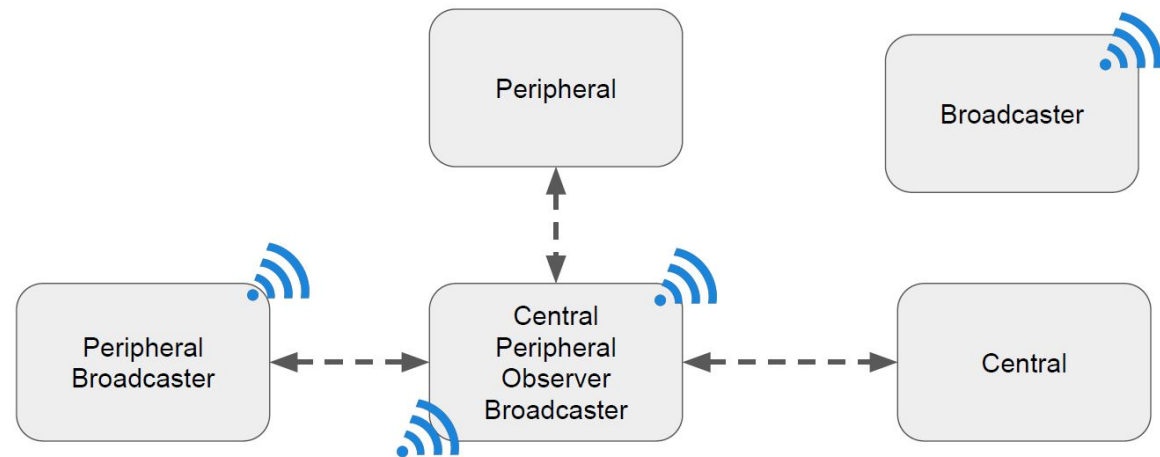 Peripheral
Broadcaster
Peripheral
Broadcaster
Central
Peripheral
Observer
Broadcaster
Central